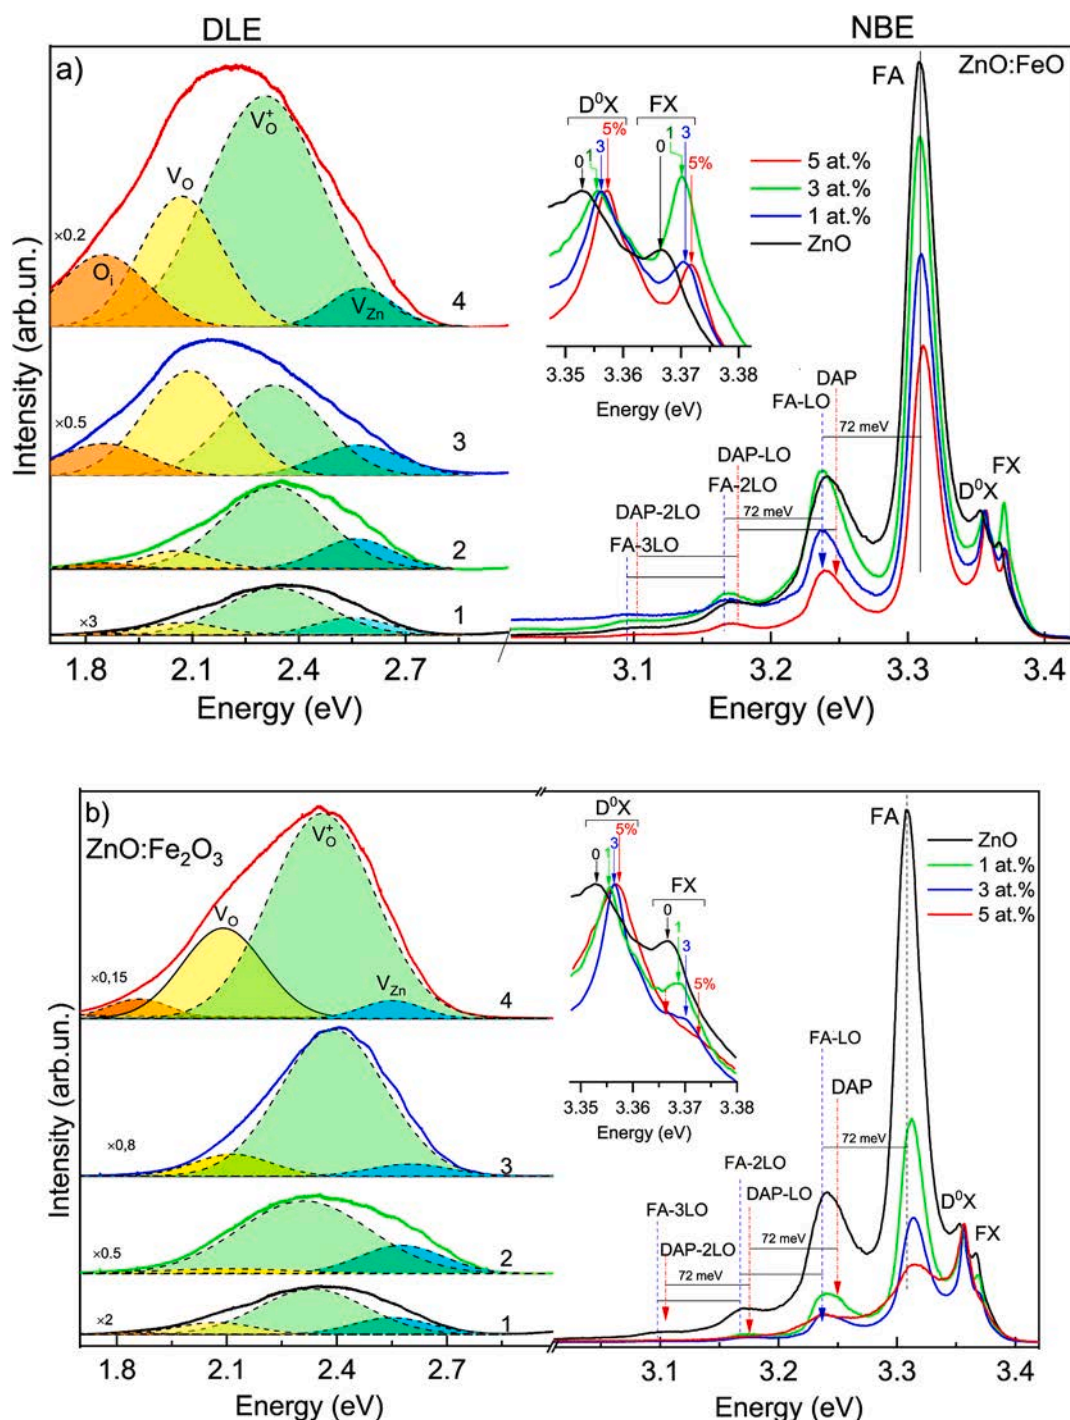 DLE
NBE
a)
ZnO:FeO
FA
D⁰X
FX
5%
3
1
0
1
3
0
5%
5 at.%
3 at.%
1 at.%
ZnO
V_O^+
V_O
×0.2
O_i
V_Zn
4
3.35 3.36 3.37 3.38
Energy (eV)
DAP
FA-LO
72 meV
×0.5
3
DAP-LO
FA-2LO
72 meV
D⁰X
FX
DAP-2LO
FA-3LO
2
×3
1
Intensity (arb.un.)
1.8 2.1 2.4 2.7
3.1 3.2 3.3 3.4
Energy (eV)
Energy (eV)
b)
ZnO:Fe₂O₃
D⁰X
5%
3
1
0
FX
0
1
3
5%
FA
ZnO
1 at.%
3 at.%
5 at.%
V_O^+
V_O
×0,15
V_Zn
4
3.35 3.36 3.37 3.38
Energy (eV)
FA-LO
DAP
72 meV
×0,8
3
FA-2LO
DAP-LO
D⁰X
FX
FA-3LO
DAP-2LO
72 meV
72 meV
×0.5
2
×2
1
Intensity (arb.un.)
1.8 2.1 2.4 2.7
3.1 3.2 3.3 3.4
Energy (eV)
Energy (eV)